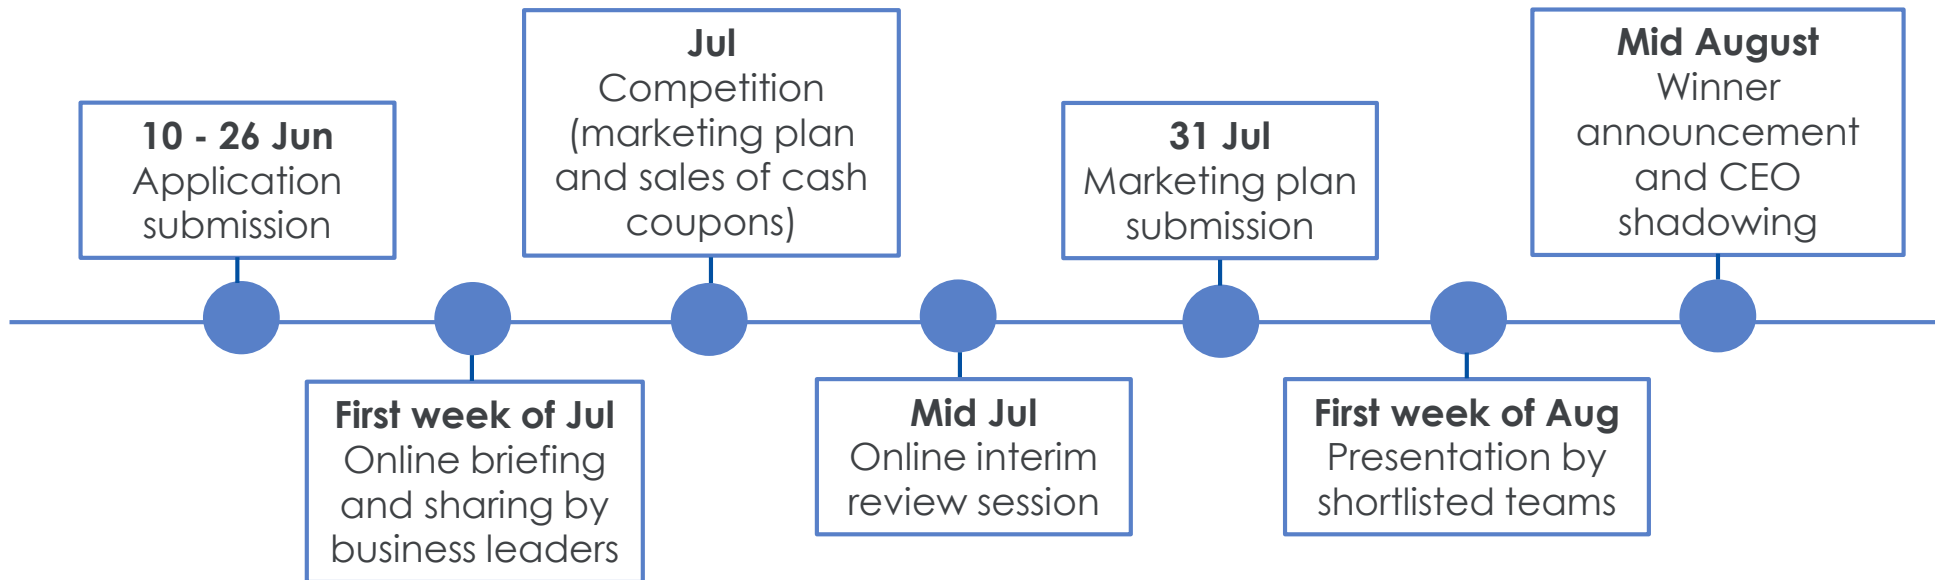 10 - 26 Jun
Application
submission
First week of Jul
Online briefing
and sharing by
business leaders
Jul
Competition
(marketing plan
and sales of cash
coupons)
Mid Jul
Online interim
review session
31 Jul
Marketing plan
submission
First week of Aug
Presentation by
shortlisted teams
Mid August
Winner
announcement
and CEO
shadowing